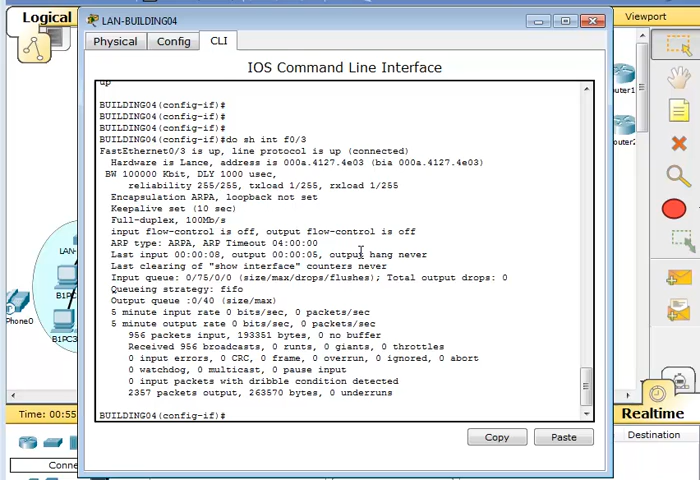 LAN-BUILDING04
Logical
Viewport
Physical
Config
CLI
IOS Command Line Interface
up
BUILDING04(config-if)#
BUILDING04(config-if)#
BUILDING04(config-if)#
BUILDING04(config-if)#do sh int f0/3
FastEthernet0/3 is up, line protocol is up (connected)
Hardware is Lance, address is 000a.4127.4e03 (bia 000a.4127.4e03)
BW 100000 Kbit, DLY 1000 usec,
reliability 255/255, txload 1/255, rxload 1/255
Encapsulation ARPA, loopback not set
Keepalive set (10 sec)
Full-duplex, 100Mb/s
input flow-control is off, output flow-control is off
ARP type: ARPA, ARP Timeout 04:00:00
Last input 00:00:08, output 00:00:05, output hang never
Last clearing of "show interface" counters never
Input queue: 0/75/0/0 (size/max/drops/flushes); Total output drops: 0
Queueing strategy: fifo
Output queue :0/40 (size/max)
5 minute input rate 0 bits/sec, 0 packets/sec
5 minute output rate 0 bits/sec, 0 packets/sec
956 packets input, 193351 bytes, 0 no buffer
Received 956 broadcasts, 0 runts, 0 giants, 0 throttles
0 input errors, 0 CRC, 0 frame, 0 overrun, 0 ignored, 0 abort
0 watchdog, 0 multicast, 0 pause input
0 input packets with dribble condition detected
2357 packets output, 263570 bytes, 0 underruns
BUILDING04(config-if)#
Copy
Paste
LAN-
B1PC
B1PC3
Phone0
outer1
outer2
Time: 00:55
Realtime
Destination
Conne